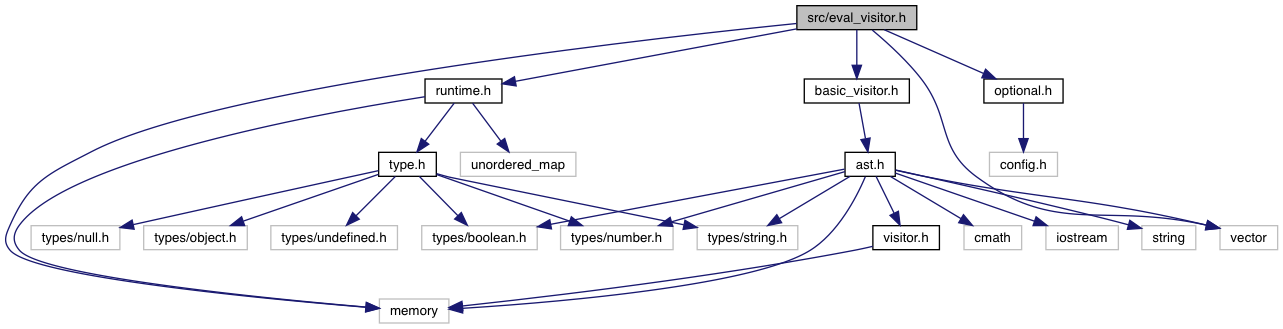 src/eval_visitor.h
runtime.h
basic_visitor.h
optional.h
type.h
unordered_map
ast.h
config.h
types/null.h
types/object.h
types/undefined.h
types/boolean.h
types/number.h
types/string.h
visitor.h
cmath
iostream
string
vector
memory